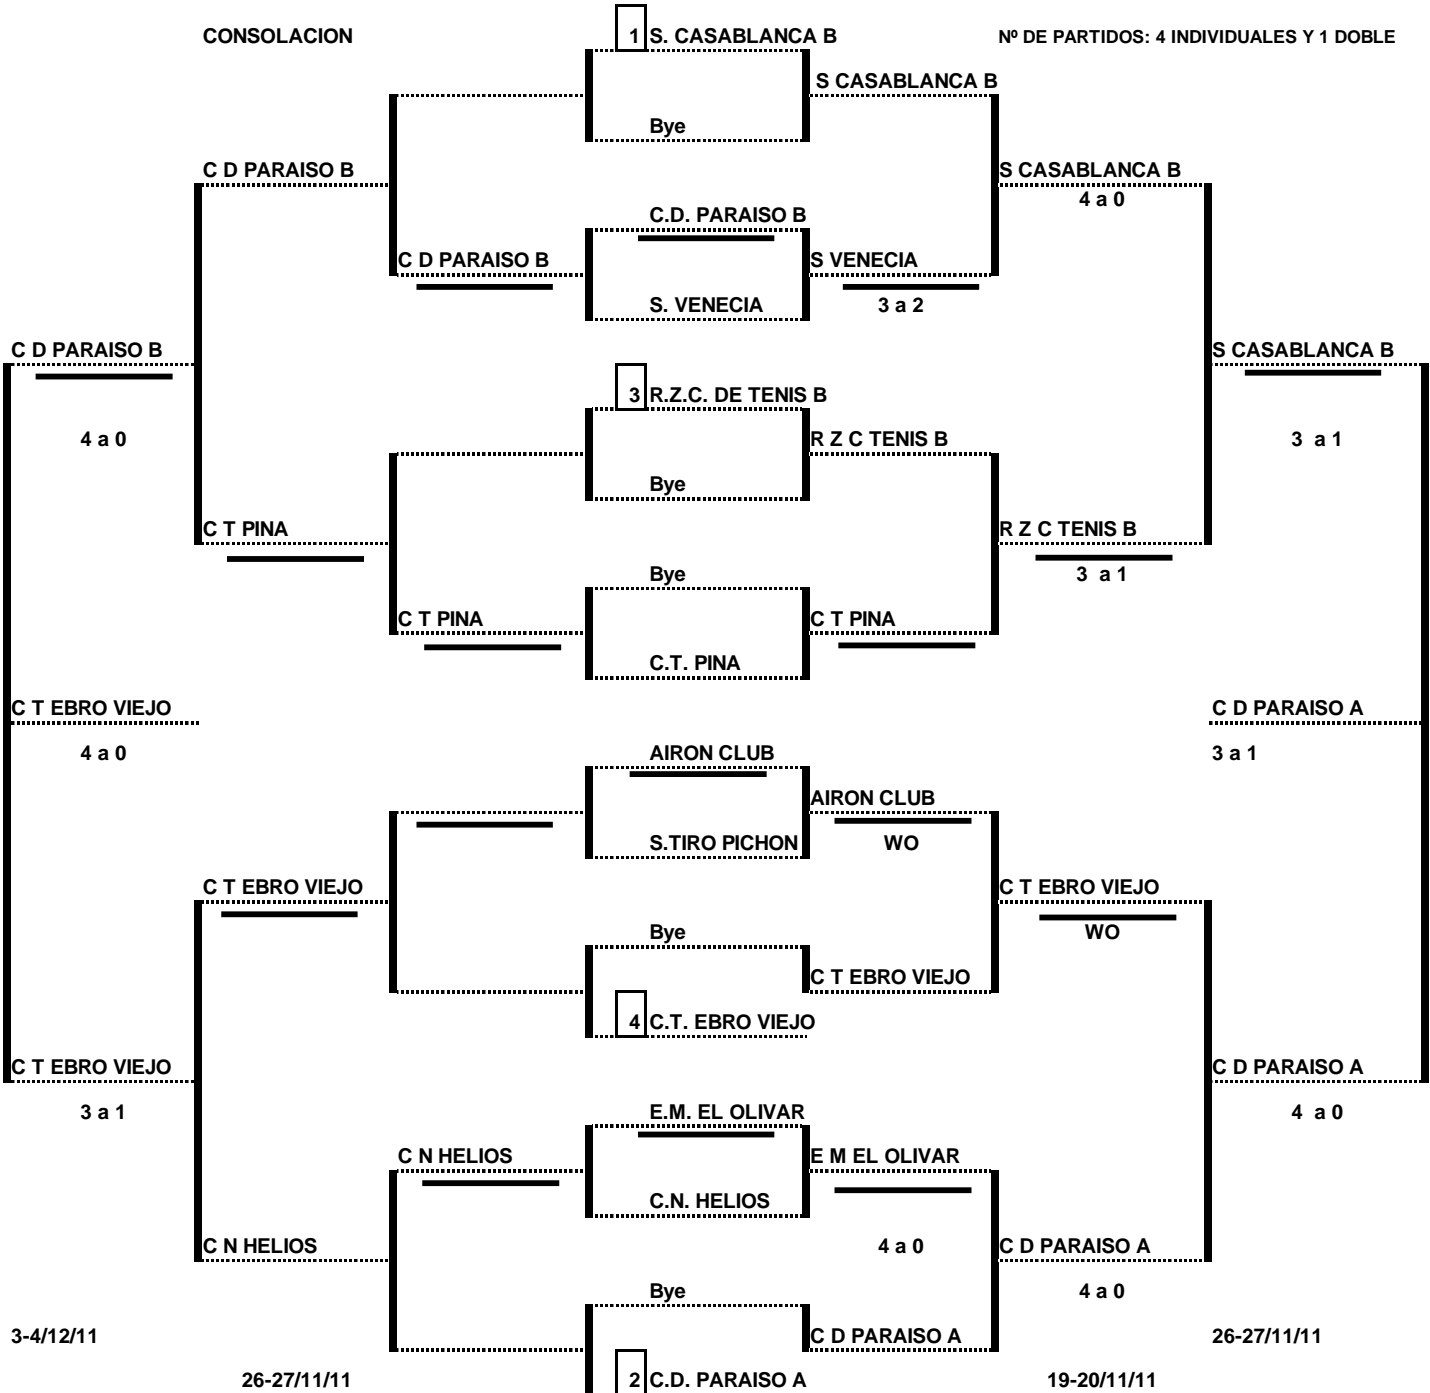 CONSOLACION
1 S. CASABLANCA B
Nº DE PARTIDOS: 4 INDIVIDUALES Y 1 DOBLE
S CASABLANCA B
Bye
C D PARAISO B
S CASABLANCA B
4 a 0
C.D. PARAISO B
C D PARAISO B
S VENECIA
S. VENECIA
3 a 2
C D PARAISO B
S CASABLANCA B
3 R.Z.C. DE TENIS B
4 a 0
R Z C TENIS B
3 a 1
Bye
C T PINA
R Z C TENIS B
Bye
3 a 1
C T PINA
C T PINA
C.T. PINA
C T EBRO VIEJO
C D PARAISO A
4 a 0
AIRON CLUB
3 a 1
AIRON CLUB
S.TIRO PICHON
WO
C T EBRO VIEJO
C T EBRO VIEJO
Bye
WO
C T EBRO VIEJO
4 C.T. EBRO VIEJO
C T EBRO VIEJO
C D PARAISO A
3 a 1
E.M. EL OLIVAR
4 a 0
C N HELIOS
E M EL OLIVAR
C.N. HELIOS
C N HELIOS
4 a 0
C D PARAISO A
Bye
4 a 0
3-4/12/11
C D PARAISO A
26-27/11/11
26-27/11/11
2 C.D. PARAISO A
19-20/11/11